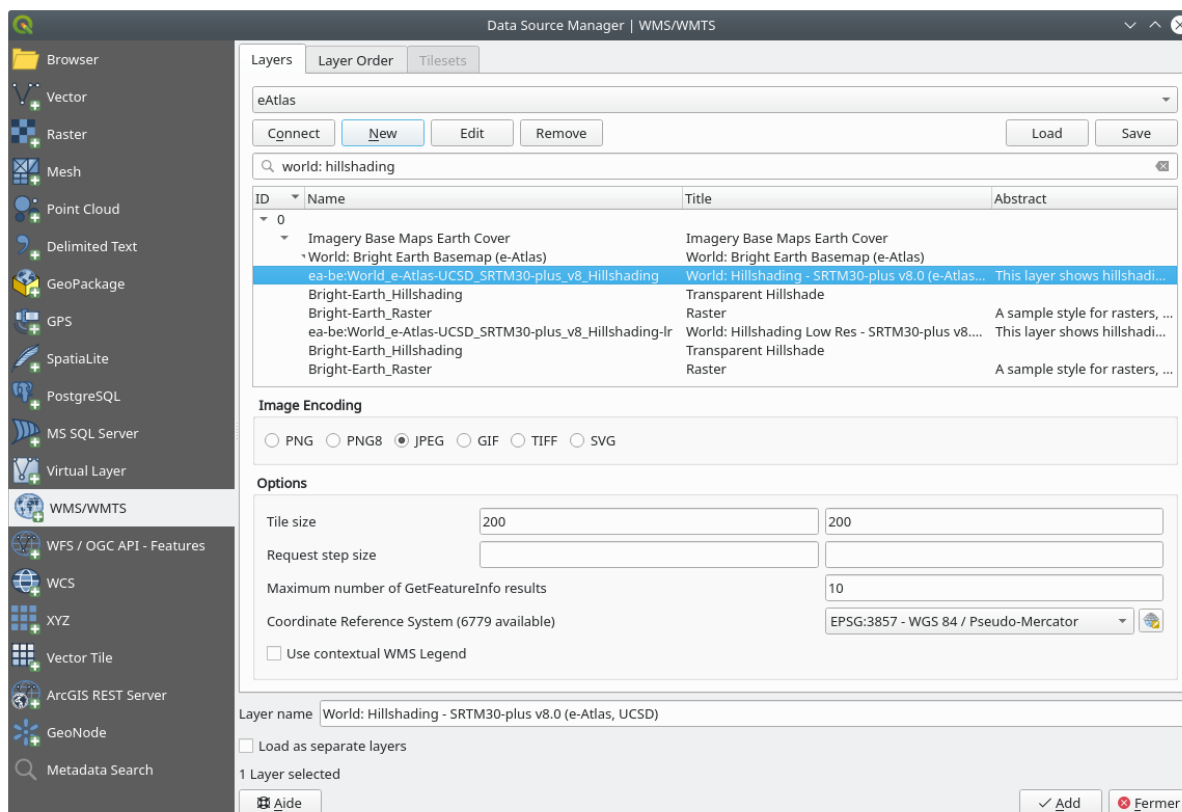 Data Source Manager | WMS/WMTS
Browser
Vector
Raster
Mesh
Point Cloud
Delimited Text
GeoPackage
GPS
SpatiaLite
PostgreSQL
MS SQL Server
Virtual Layer
WMS/WMTS
WFS / OGC API - Features
WCS
XYZ
Vector Tile
ArcGIS REST Server
GeoNode
Metadata Search
Layers Layer Order Tilesets
eAtlas
Connect New Edit Remove Load Save
world: hillshading
ID Name Title Abstract
0
Imagery Base Maps Earth Cover Imagery Base Maps Earth Cover
World: Bright Earth Basemap (e-Atlas) World: Bright Earth Basemap (e-Atlas)
ea-be:World_e-Atlas-UCSD_SRTM30-plus_v8_Hillshading World: Hillshading - SRTM30-plus v8.0 (e-Atlas... This layer shows hillshadi...
Bright-Earth_Hillshading Transparent Hillshade
Bright-Earth_Raster Raster A sample style for rasters, ...
ea-be:World_e-Atlas-UCSD_SRTM30-plus_v8_Hillshading-lr World: Hillshading Low Res - SRTM30-plus v8.... This layer shows hillshadi...
Bright-Earth_Hillshading Transparent Hillshade
Bright-Earth_Raster Raster A sample style for rasters, ...
Image Encoding
PNG PNG8 JPEG GIF TIFF SVG
Options
Tile size 200 200
Request step size
Maximum number of GetFeatureInfo results 10
Coordinate Reference System (6779 available) EPSG:3857 - WGS 84 / Pseudo-Mercator
Use contextual WMS Legend
Layer name World: Hillshading - SRTM30-plus v8.0 (e-Atlas, UCSD)
Load as separate layers
1 Layer selected
Aide Add Fermer